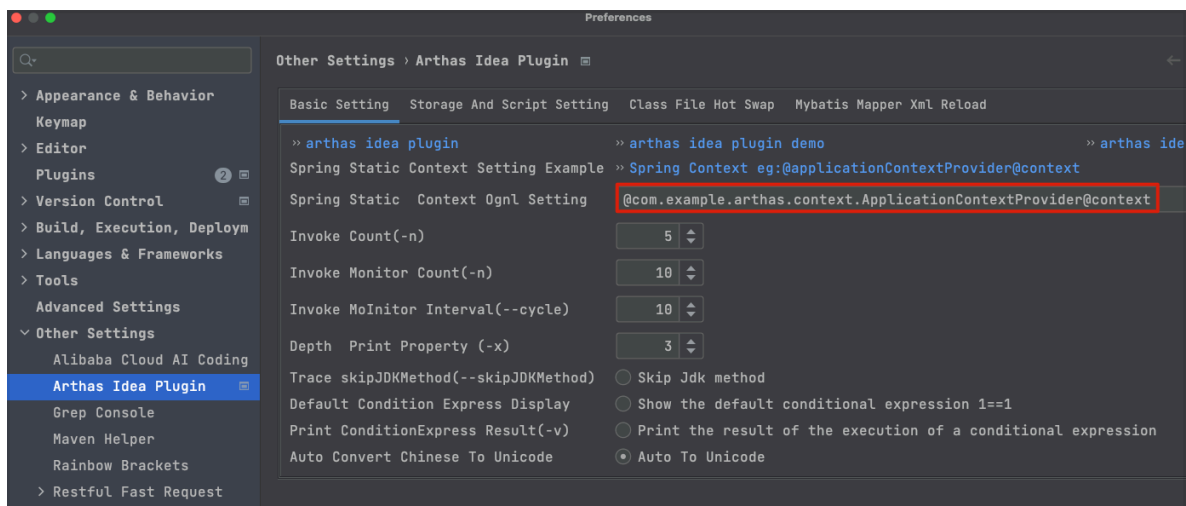 Preferences
Other Settings › Arthas Idea Plugin
Appearance & Behavior
Keymap
Editor
Plugins 2
Version Control
Build, Execution, Deploym
Languages & Frameworks
Tools
Advanced Settings
Other Settings
Alibaba Cloud AI Coding
Arthas Idea Plugin
Grep Console
Maven Helper
Rainbow Brackets
Restful Fast Request
Basic Setting Storage And Script Setting Class File Hot Swap Mybatis Mapper Xml Reload
» arthas idea plugin » arthas idea plugin demo » arthas ide
Spring Static Context Setting Example » Spring Context eg:@applicationContextProvider@context
Spring Static Context Ognl Setting @com.example.arthas.context.ApplicationContextProvider@context
Invoke Count(-n) 5
Invoke Monitor Count(-n) 10
Invoke MoInitor Interval(--cycle) 10
Depth Print Property (-x) 3
Trace skipJDKMethod(--skipJDKMethod) Skip Jdk method
Default Condition Express Display Show the default conditional expression 1==1
Print ConditionExpress Result(-v) Print the result of the execution of a conditional expression
Auto Convert Chinese To Unicode Auto To Unicode